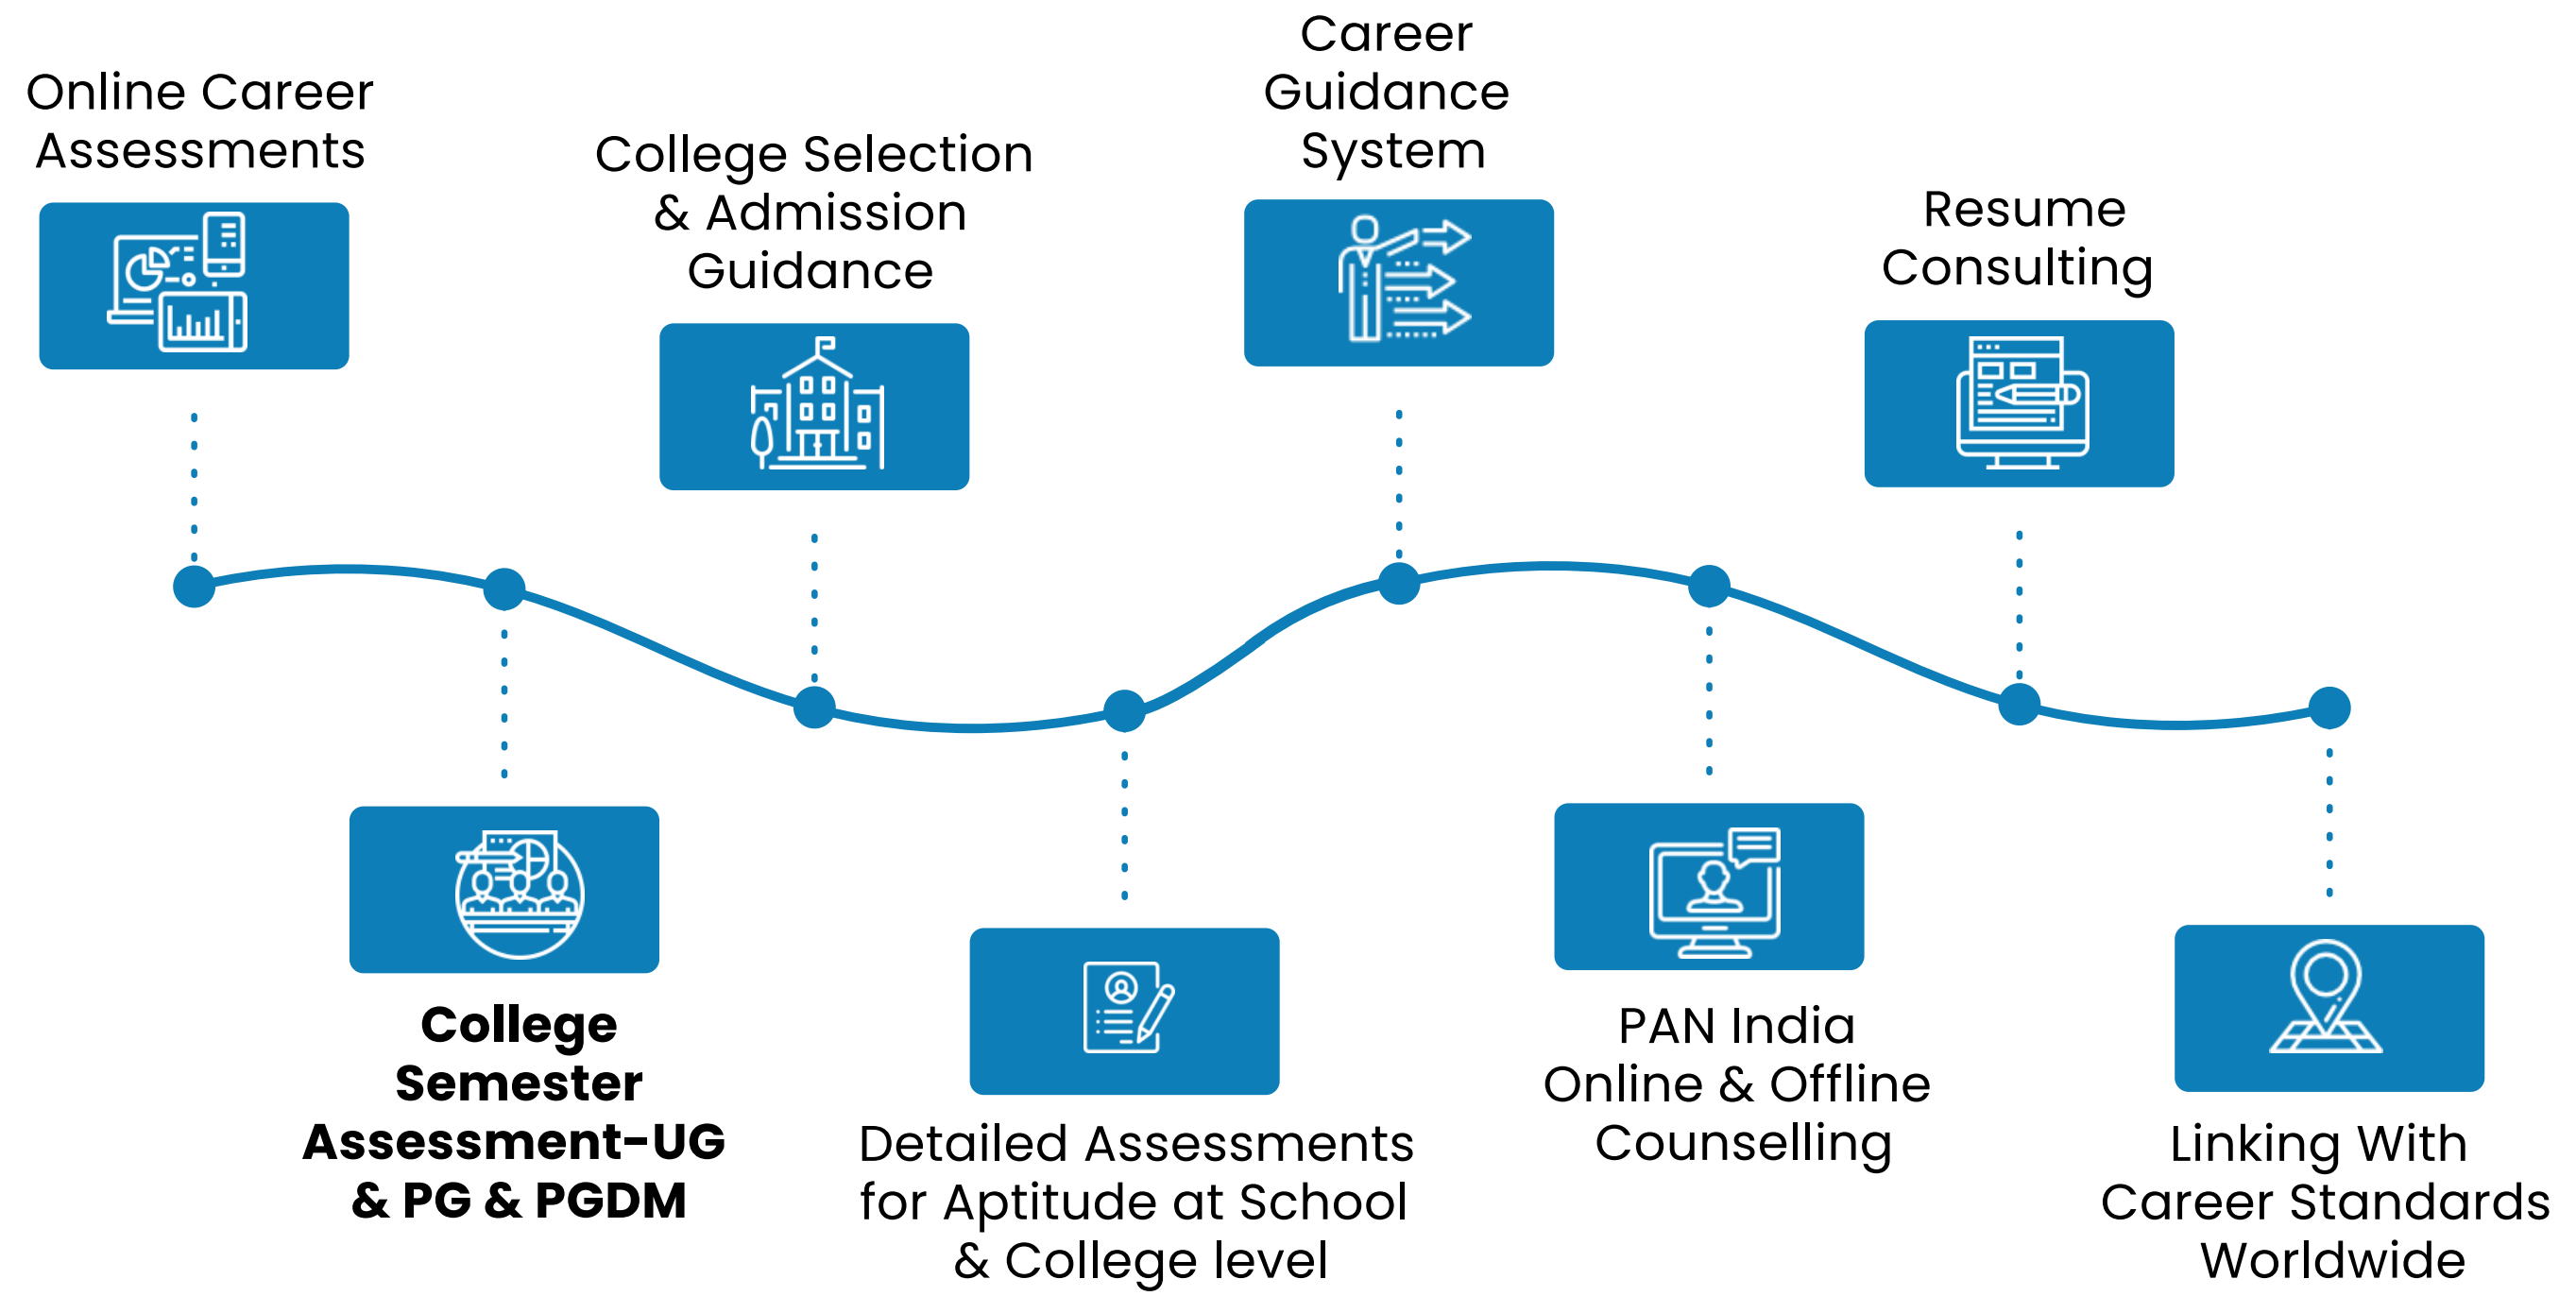 Online Career
Assessments
College
Semester
Assessment-UG
& PG & PGDM
College Selection
& Admission
Guidance
Detailed Assessments
for Aptitude at School
& College level
Career
Guidance
System
PAN India
Online & Offline
Counselling
Resume
Consulting
Linking With
Career Standards
Worldwide